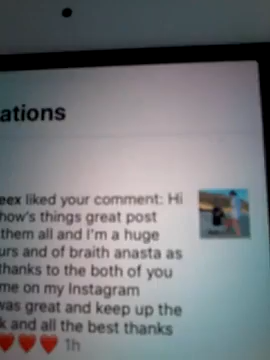 ations
eex liked your comment: Hi
how's things great post
them all and I'm a huge
urs and of braith anasta as
thanks to the both of you
me on my Instagram
was great and keep up the
k and all the best thanks
❤️❤️❤️ 1h